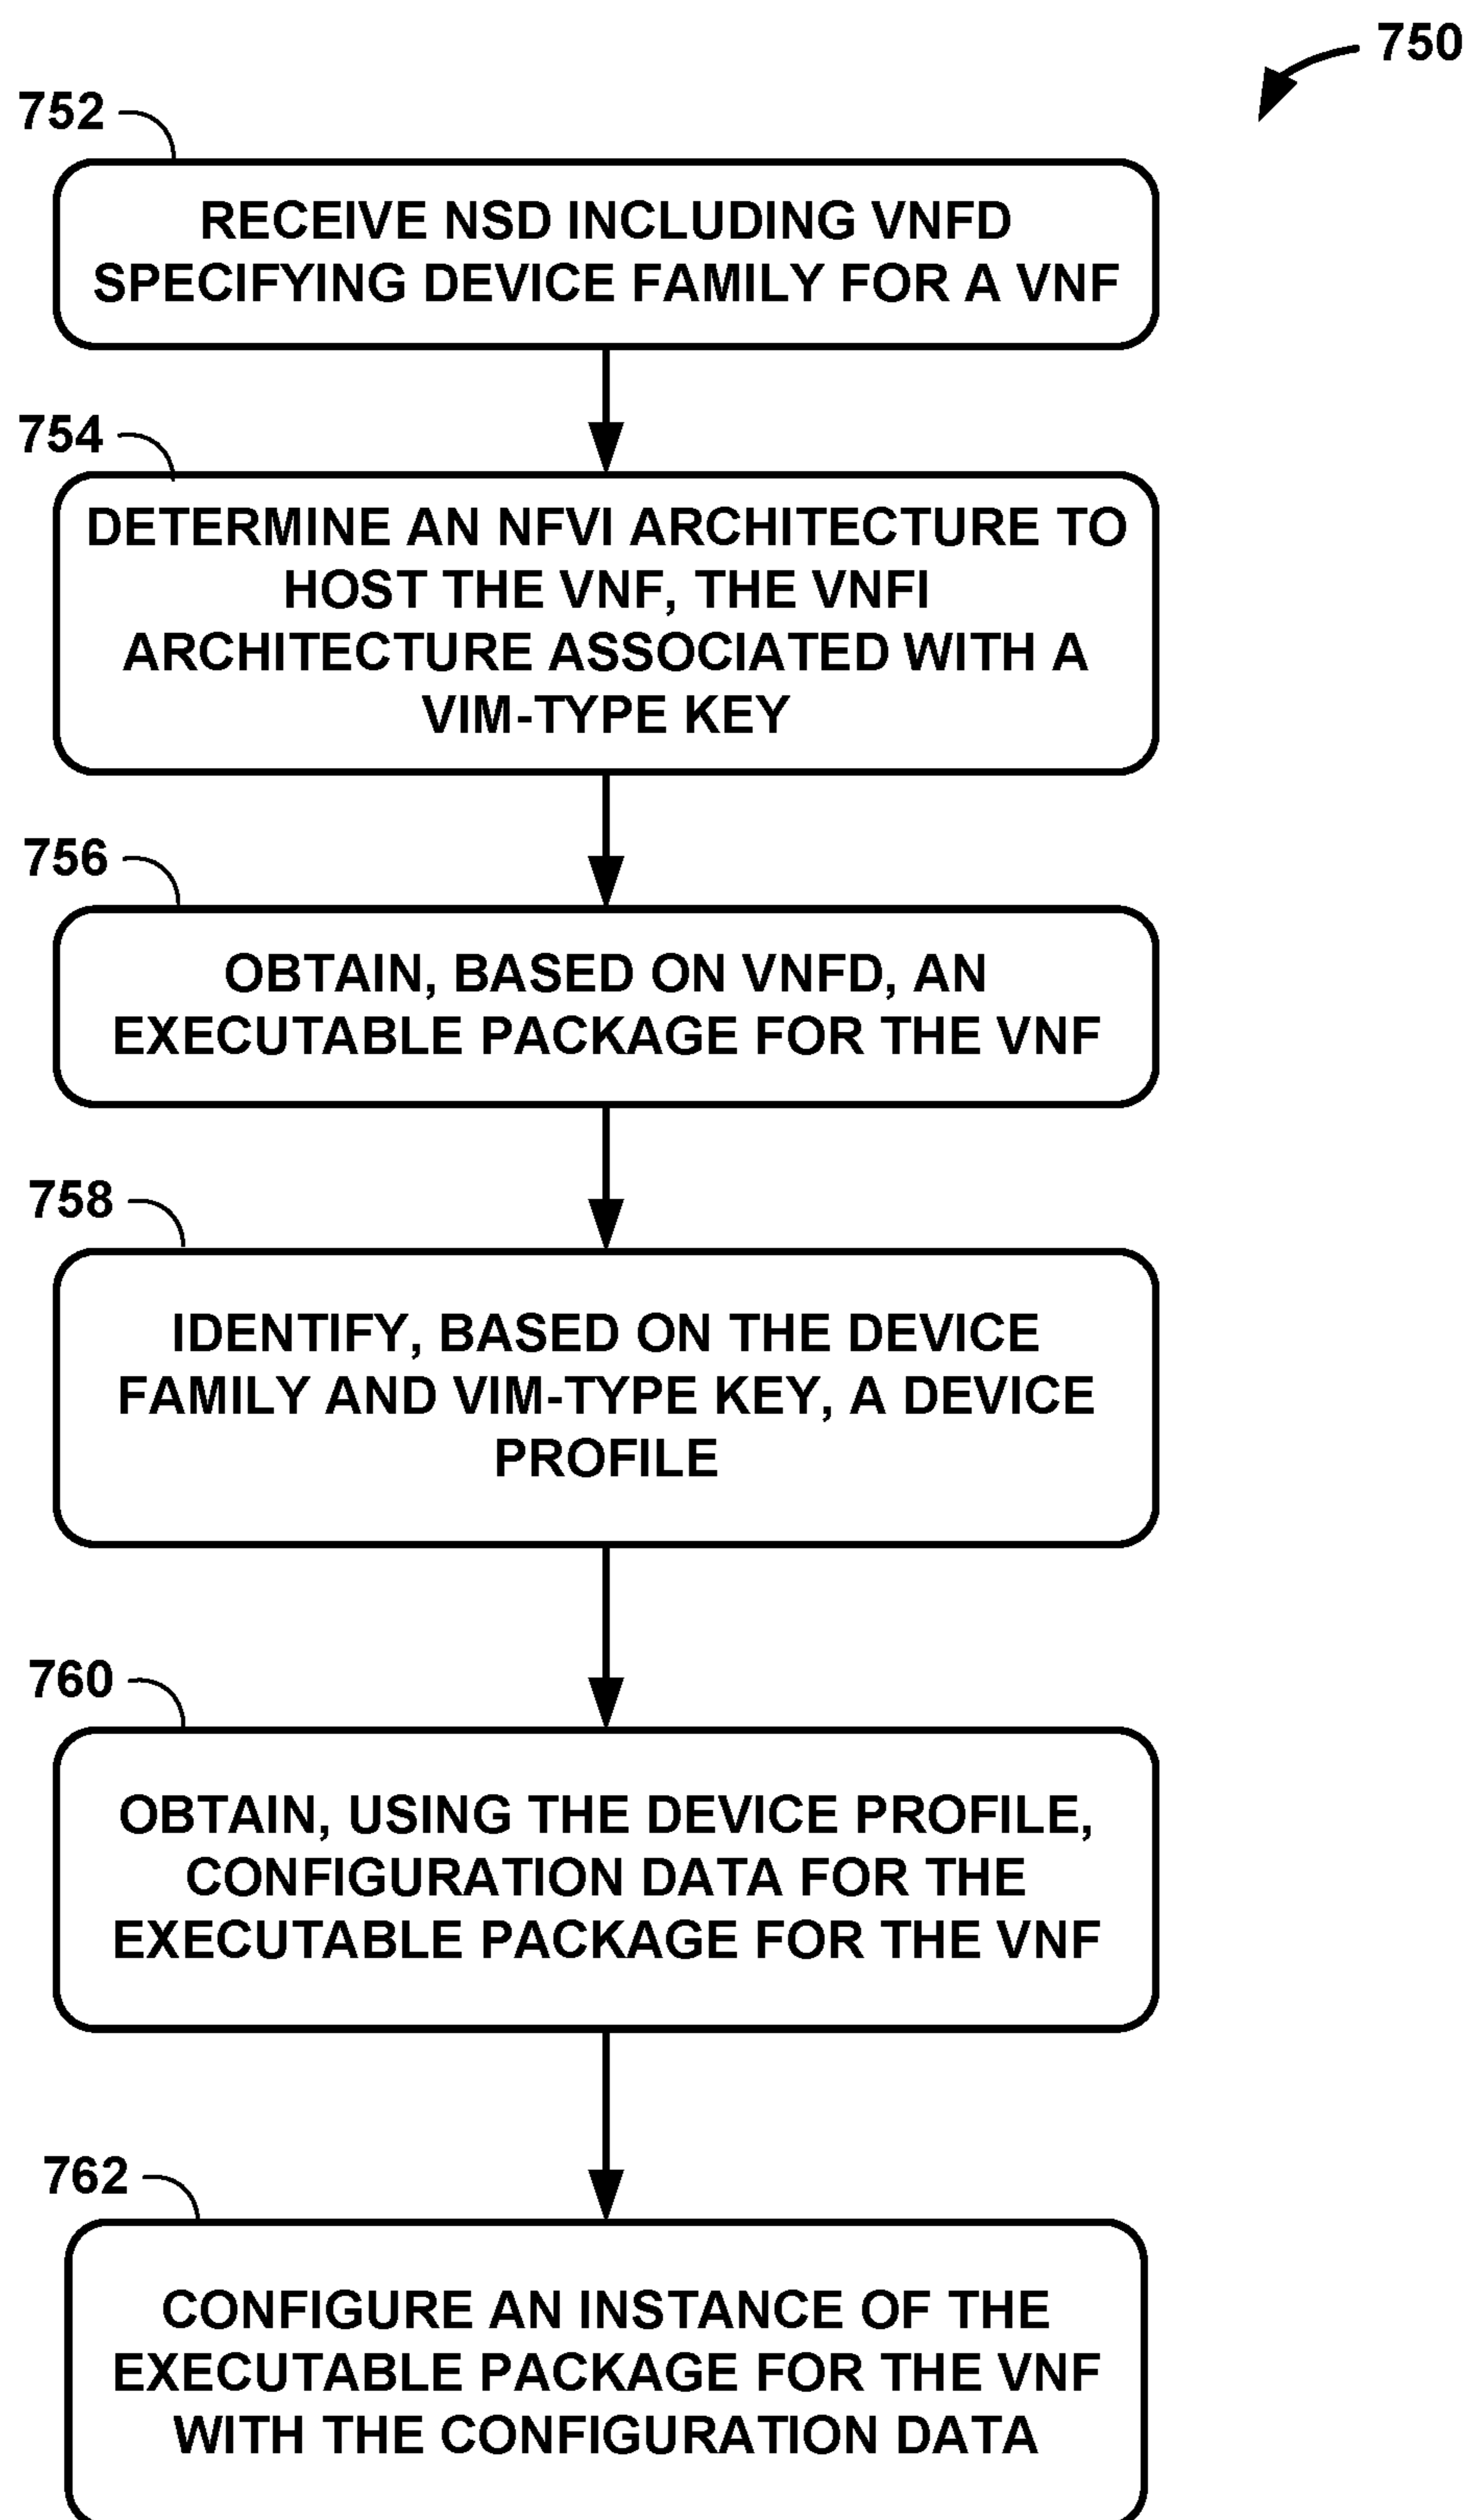 750
752
RECEIVE NSD INCLUDING VNFD
SPECIFYING DEVICE FAMILY FOR A VNF
754
DETERMINE AN NFVI ARCHITECTURE TO
HOST THE VNF, THE VNFI
ARCHITECTURE ASSOCIATED WITH A
VIM-TYPE KEY
756
OBTAIN, BASED ON VNFD, AN
EXECUTABLE PACKAGE FOR THE VNF
758
IDENTIFY, BASED ON THE DEVICE
FAMILY AND VIM-TYPE KEY, A DEVICE
PROFILE
760
OBTAIN, USING THE DEVICE PROFILE,
CONFIGURATION DATA FOR THE
EXECUTABLE PACKAGE FOR THE VNF
762
CONFIGURE AN INSTANCE OF THE
EXECUTABLE PACKAGE FOR THE VNF
WITH THE CONFIGURATION DATA